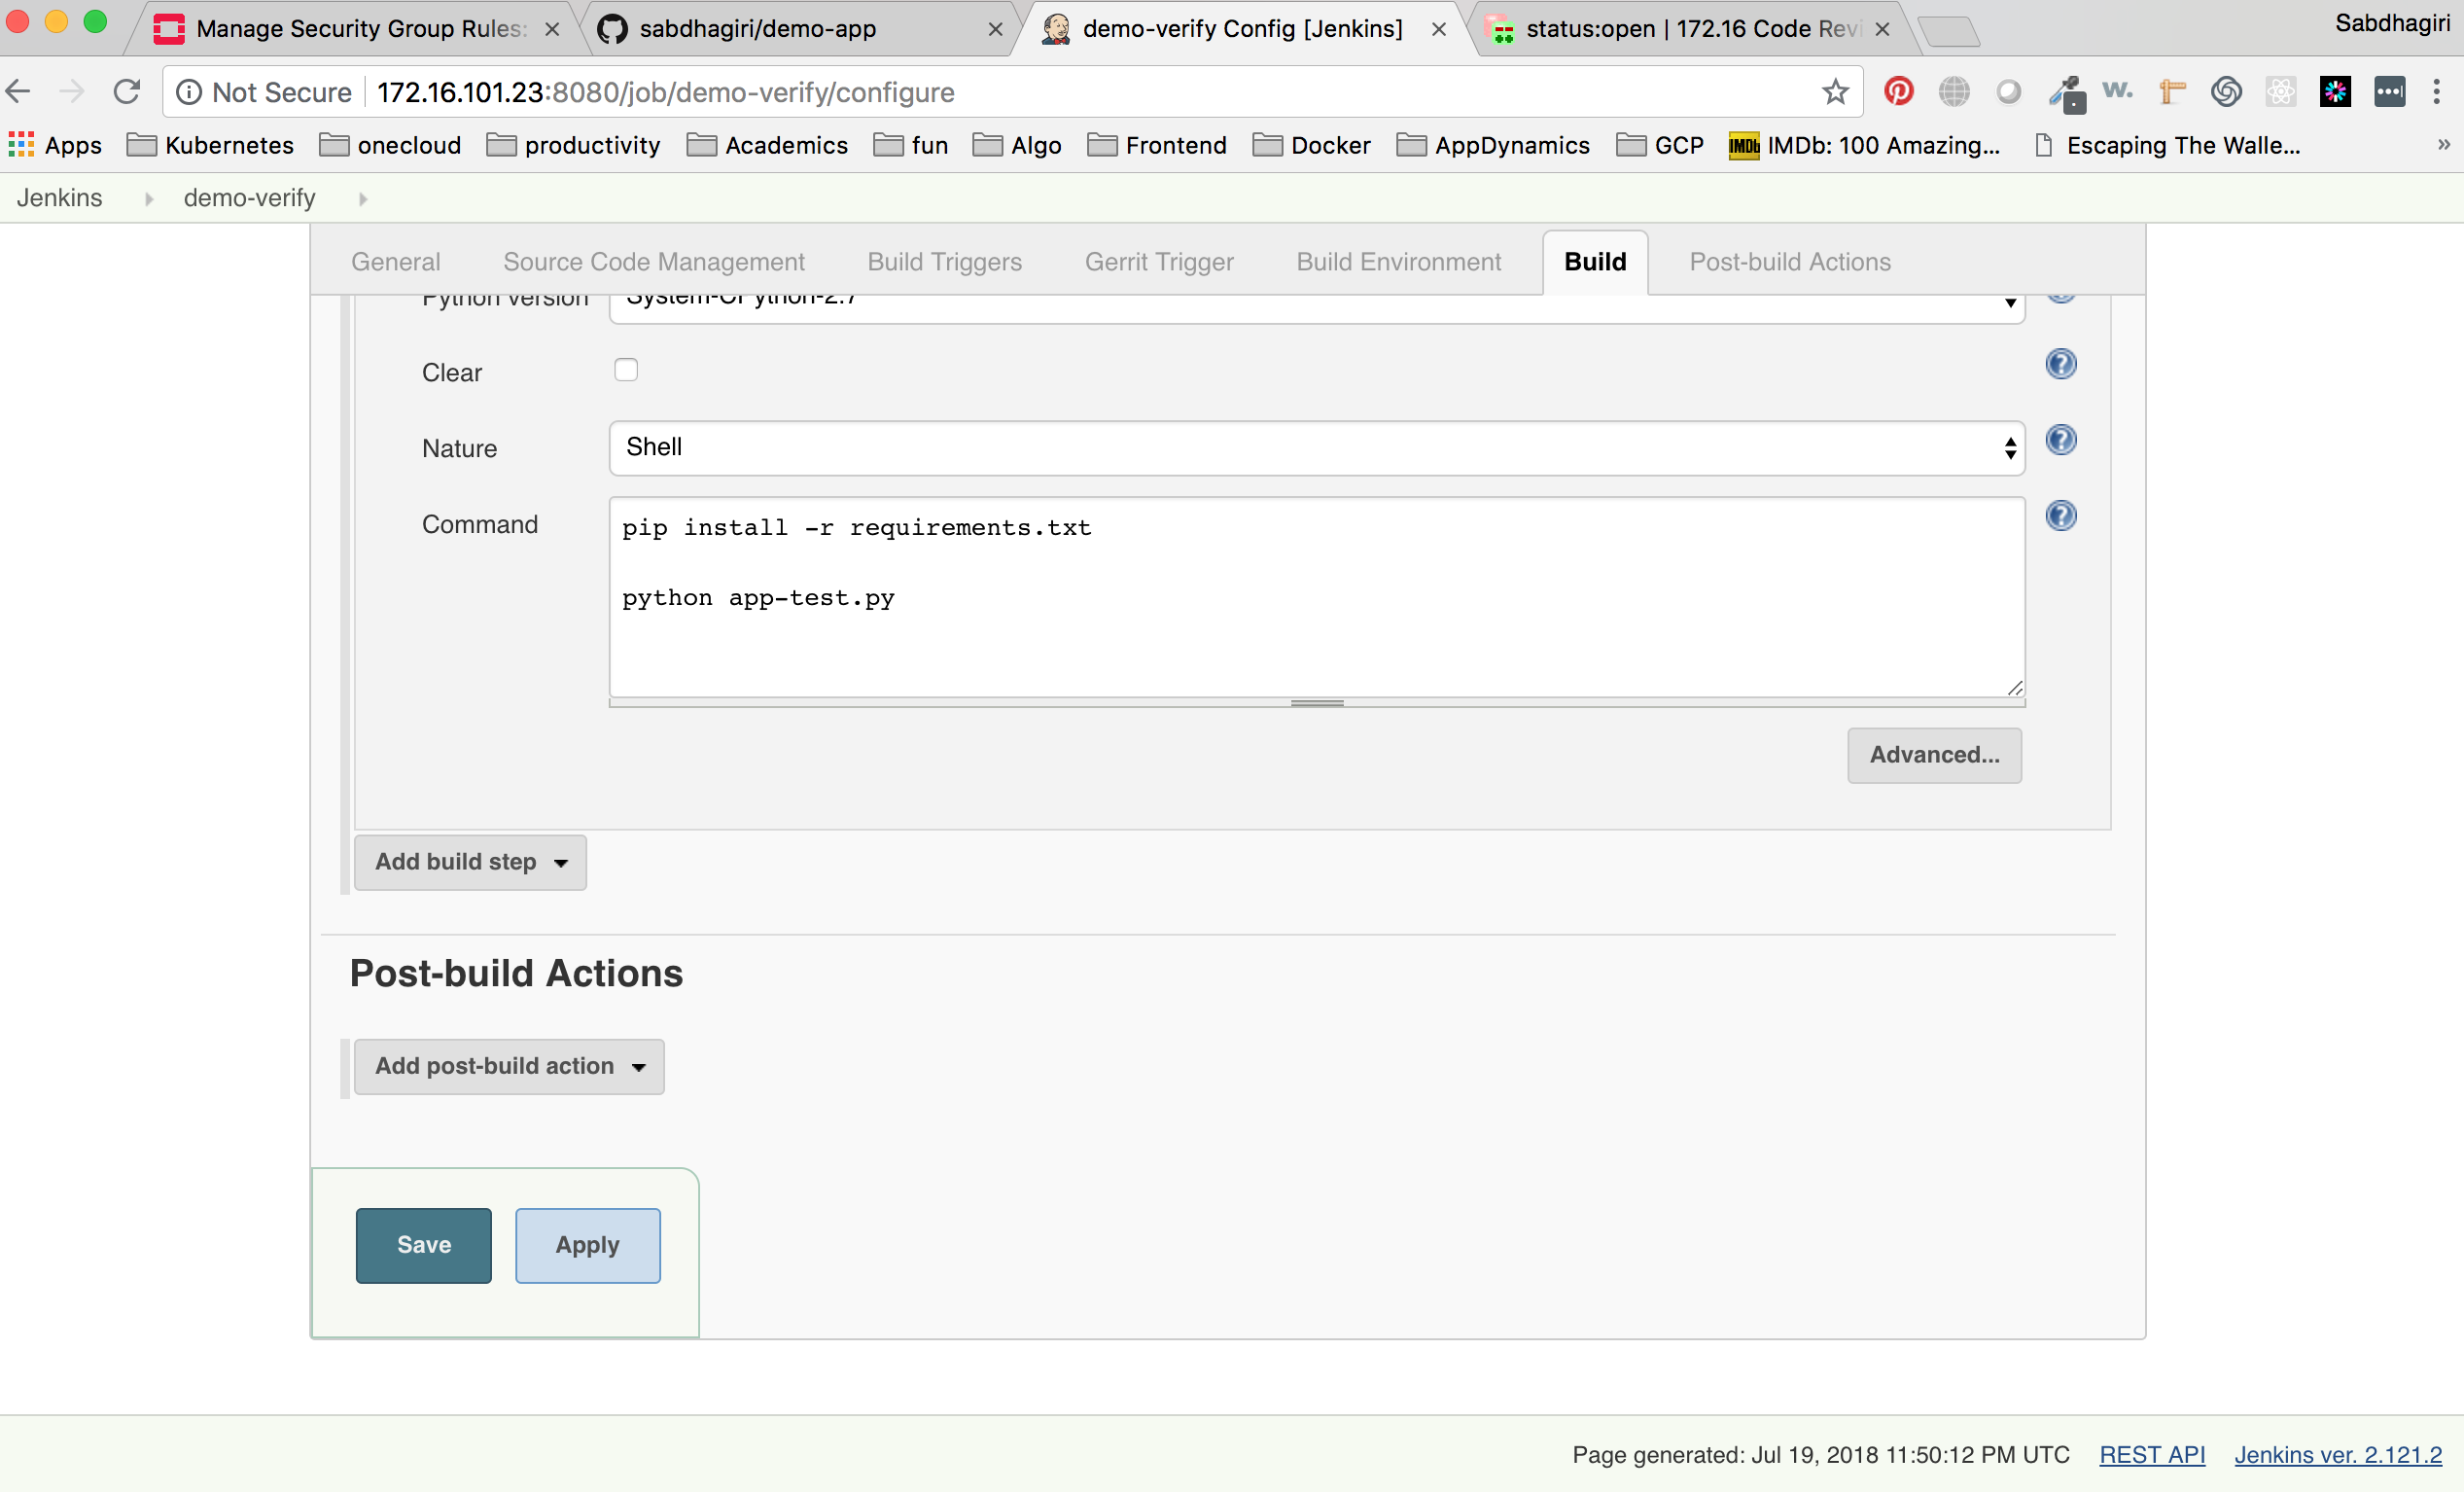 Manage Security Group Rules:
sabdhagiri/demo-app
demo-verify Config [Jenkins]
status:open | 172.16 Code Revi
Sabdhagiri
Not Secure
172.16.101.23:8080/job/demo-verify/configure
Apps
Kubernetes
onecloud
productivity
Academics
fun
Algo
Frontend
Docker
AppDynamics
GCP
IMDb: 100 Amazing...
Escaping The Walle...
»
Jenkins
demo-verify
General
Source Code Management
Build Triggers
Gerrit Trigger
Build Environment
Build
Post-build Actions
Python version
System-CPython-2.7
Clear
Nature
Shell
Command
pip install -r requirements.txt
python app-test.py
Advanced...
Add build step
Post-build Actions
Add post-build action
Save
Apply
Page generated: Jul 19, 2018 11:50:12 PM UTC
REST API
Jenkins ver. 2.121.2